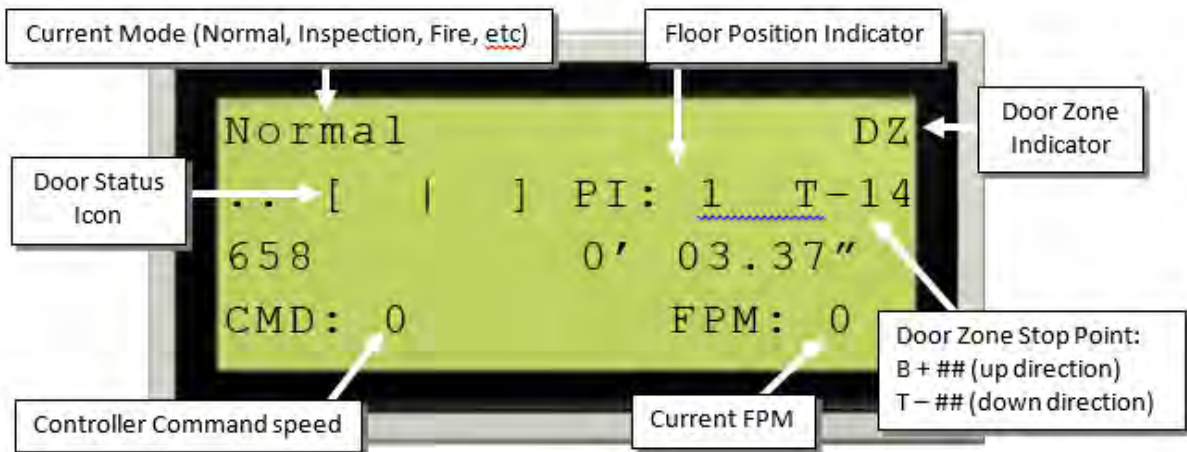 Current Mode (Normal, Inspection, Fire, etc)
Floor Position Indicator
Door Zone
Indicator
Door Status
Icon
Normal DZ
.. [ | ] PI: 1 T-14
658 0' 03.37"
CMD: 0 FPM: 0
Door Zone Stop Point:
B + ## (up direction)
T – ## (down direction)
Controller Command speed
Current FPM